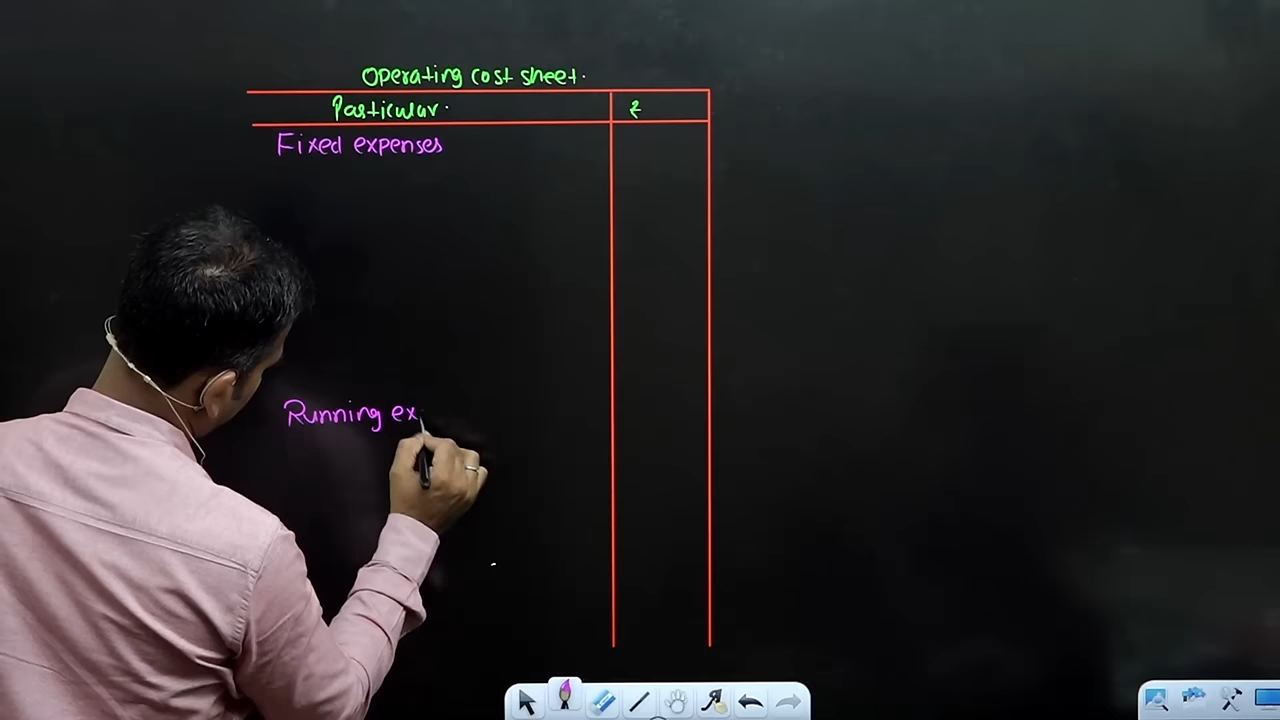 Operating cost sheet.
Particular. ₹
Fixed expenses
Running ex